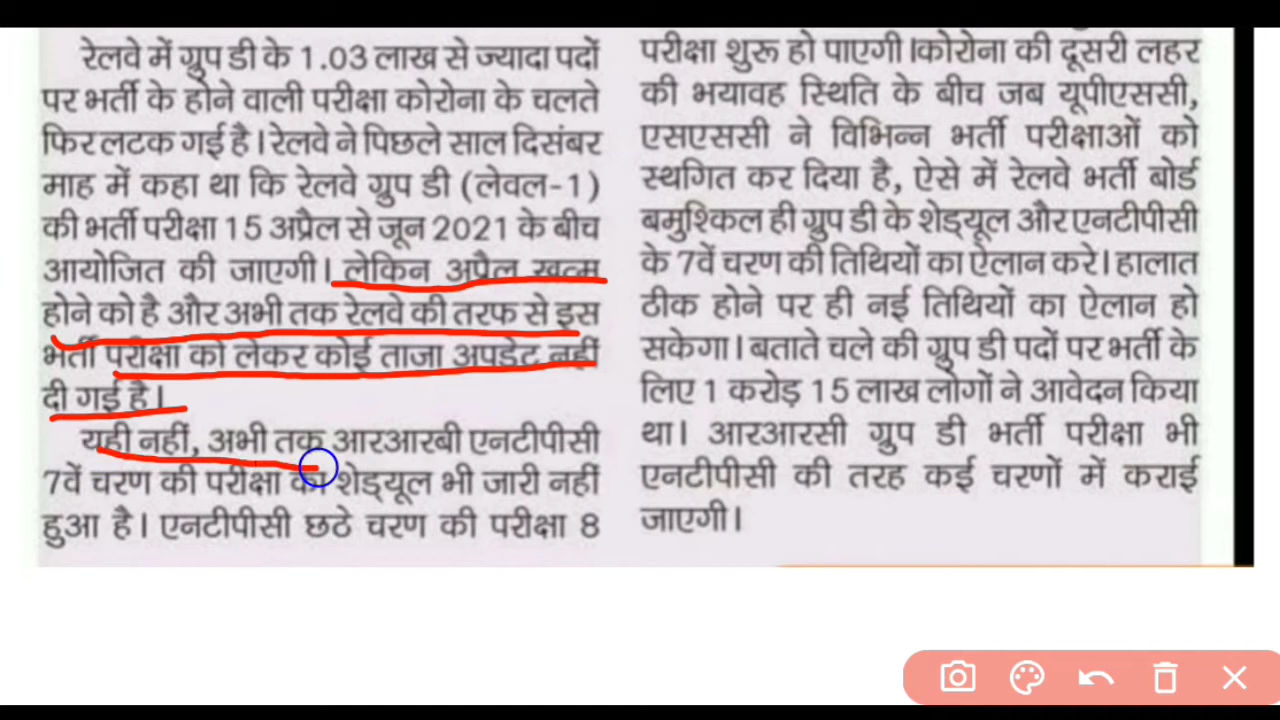 रेलवे में ग्रुप डी के 1.03 लाख से ज्यादा पदों
पर भर्ती के होने वाली परीक्षा कोरोना के चलते
फिर लटक गई है। रेलवे ने पिछले साल दिसंबर
माह में कहा था कि रेलवे ग्रुप डी (लेवल-1)
की भर्ती परीक्षा 15 अप्रैल से जून 2021 के बीच
आयोजित की जाएगी। लेकिन अप्रैल खत्म
होने को है और अभी तक रेलवे की तरफ से इस
भर्ती परीक्षा को लेकर कोई ताजा अपडेट नहीं
दी गई है।
यही नहीं, अभी तक आरआरबी एनटीपीसी
7वें चरण की परीक्षा का शेड्यूल भी जारी नहीं
हुआ है। एनटीपीसी छठे चरण की परीक्षा 8
परीक्षा शुरू हो पाएगी।कोरोना की दूसरी लहर
की भयावह स्थिति के बीच जब यूपीएससी,
एसएससी ने विभिन्न भर्ती परीक्षाओं को
स्थगित कर दिया है, ऐसे में रेलवे भर्ती बोर्ड
बमुश्किल ही ग्रुप डी के शेड्यूल और एनटीपीसी
के 7वें चरण की तिथियों का ऐलान करे। हालात
ठीक होने पर ही नई तिथियों का ऐलान हो
सकेगा। बताते चले की ग्रुप डी पदों पर भर्ती के
लिए 1 करोड़ 15 लाख लोगों ने आवेदन किया
था। आरआरसी ग्रुप डी भर्ती परीक्षा भी
एनटीपीसी की तरह कई चरणों में कराई
जाएगी।